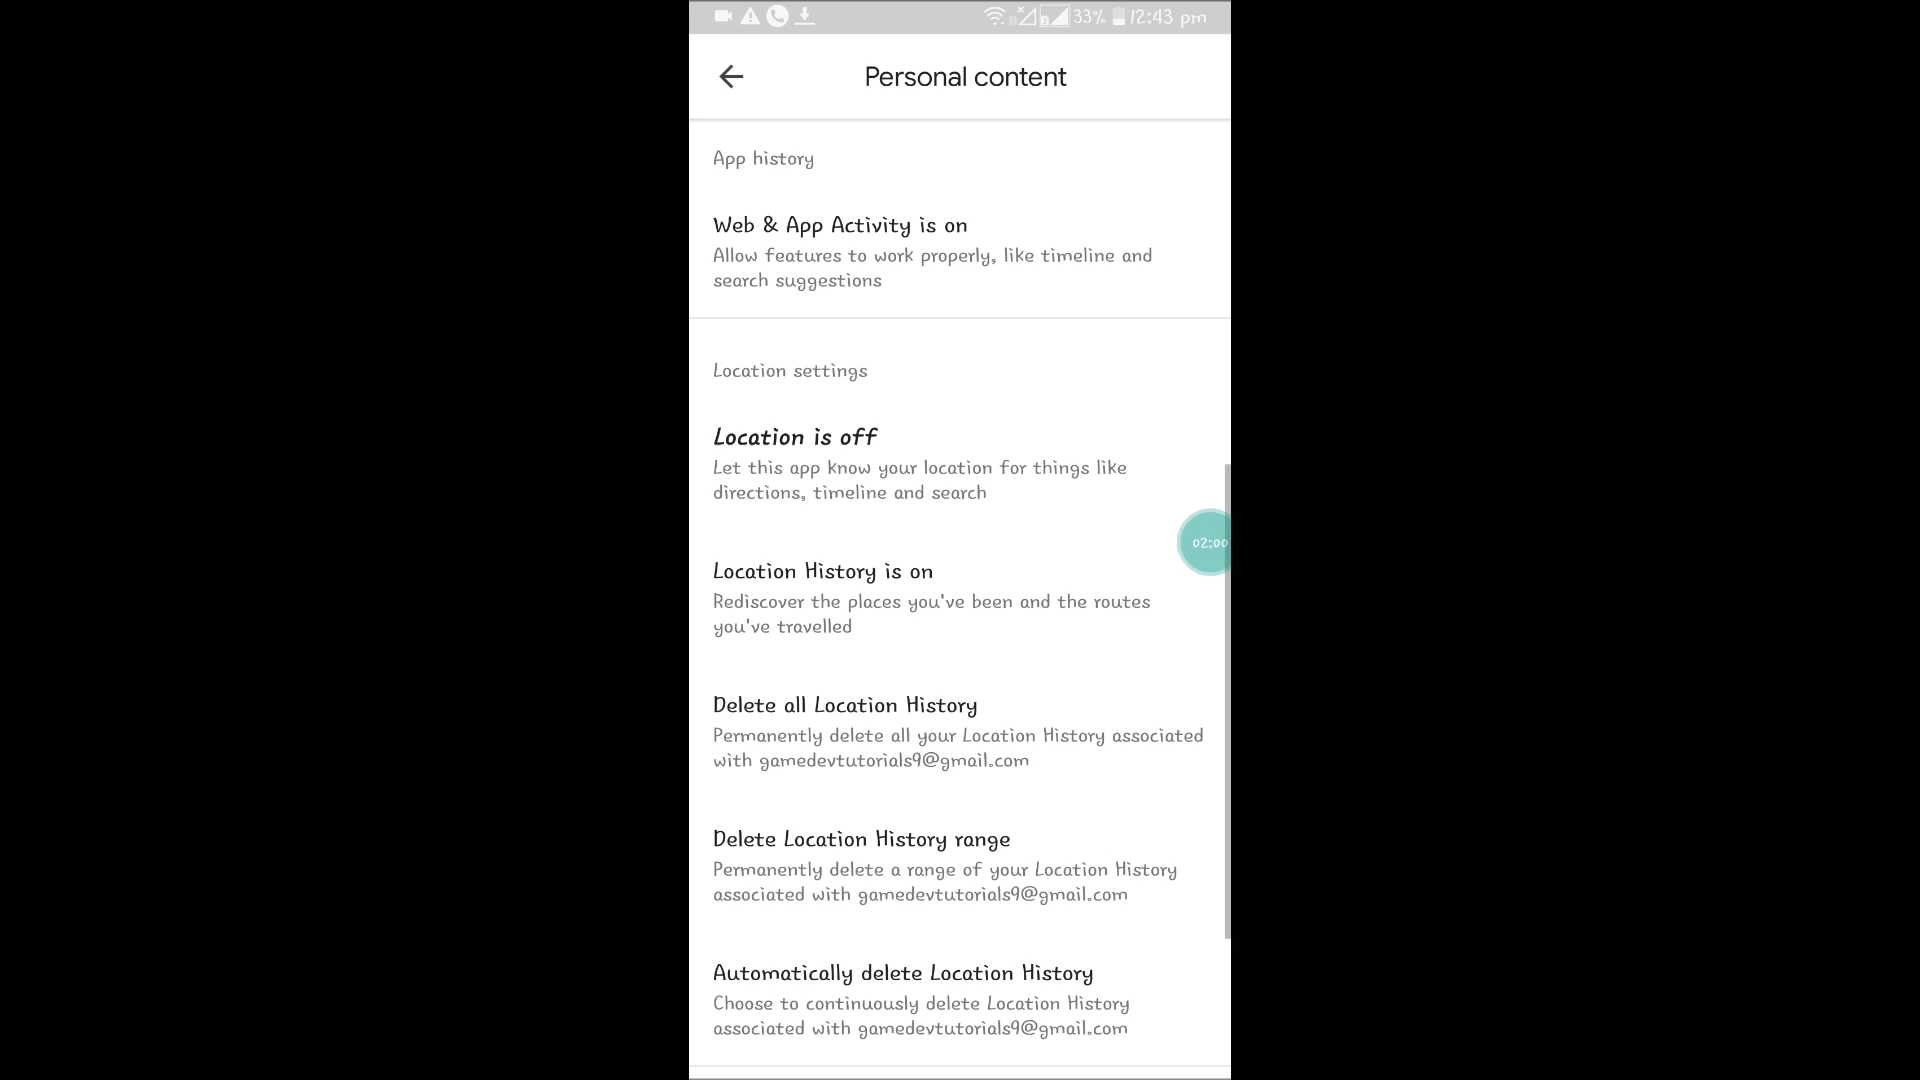 33% 12:43 pm
Personal content
App history
Web & App Activity is on
Allow features to work properly, like timeline and
search suggestions
Location settings
Location is off
Let this app know your location for things like
directions, timeline and search
02:00
Location History is on
Rediscover the places you've been and the routes
you've travelled
Delete all Location History
Permanently delete all your Location History associated
with gamedevtutorials9@gmail.com
Delete Location History range
Permanently delete a range of your Location History
associated with gamedevtutorials9@gmail.com
Automatically delete Location History
Choose to continuously delete Location History
associated with gamedevtutorials9@gmail.com